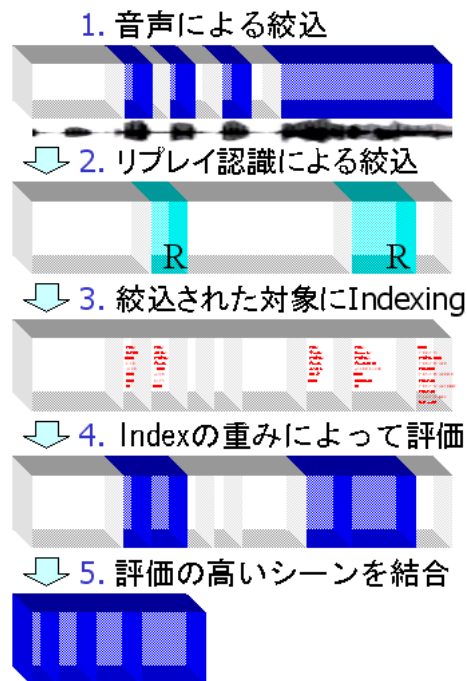 1. 音声による絞込
2. リプレイ認識による絞込
R R
3. 絞込された対象にIndexing
4. Indexの重みによって評価
5. 評価の高いシーンを結合